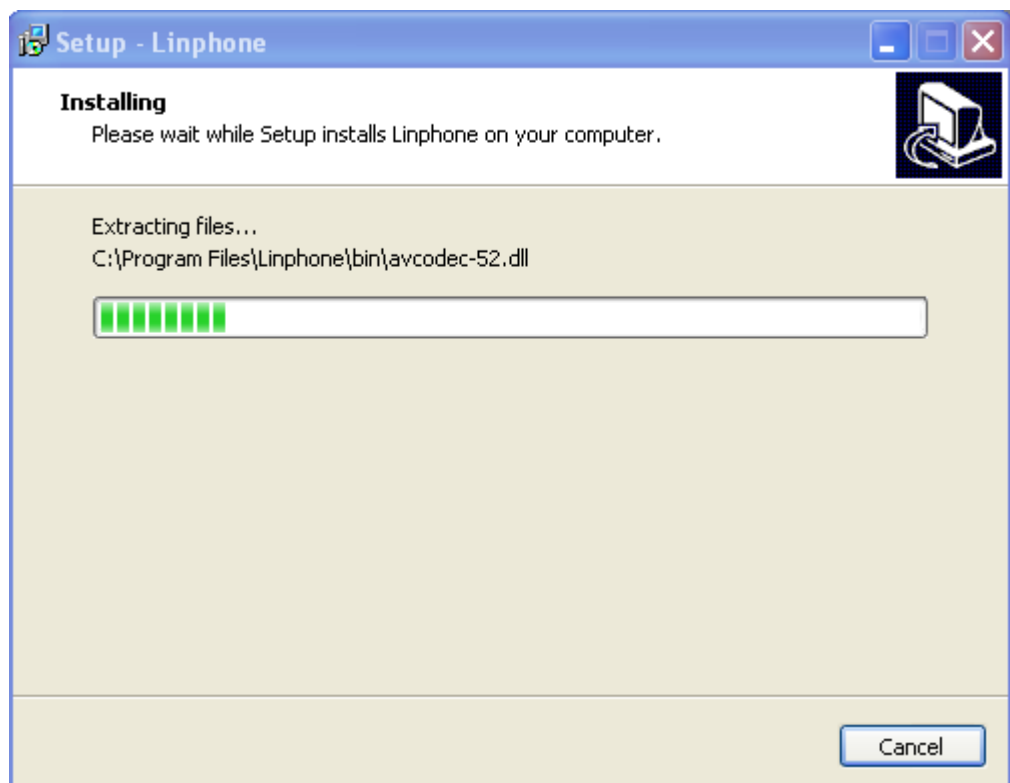 Setup - Linphone
Installing
Please wait while Setup installs Linphone on your computer.
Extracting files...
C:\Program Files\Linphone\bin\avcodec-52.dll
Cancel